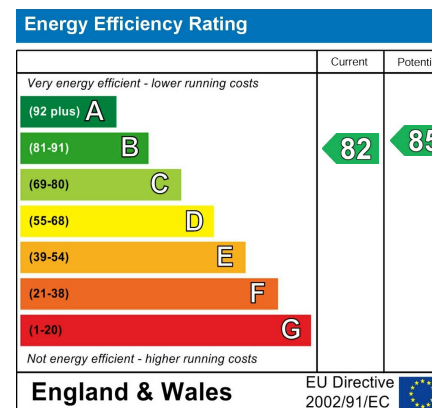 Energy Efficiency Rating
Current
Very energy efficient - lower running costs
(92 plus) A
(81-91) B
(69-80) C
(55-68) D
(39-54) E
(21-38) F
(1-20) G
82
85
Not energy efficient - higher running costs
England & Wales
EU Directive
2002/91/EC